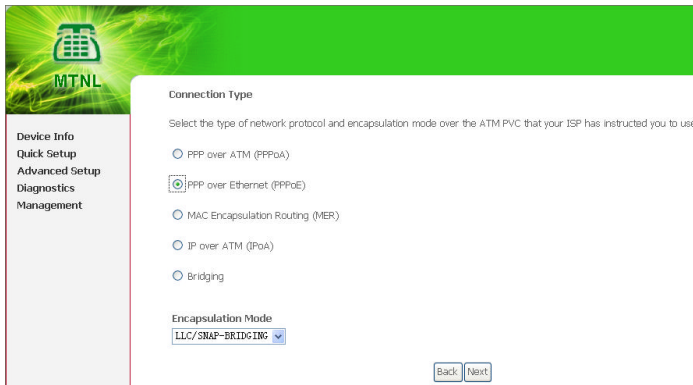 MTNL
Device Info
Quick Setup
Advanced Setup
Diagnostics
Management
Connection Type
Select the type of network protocol and encapsulation mode over the ATM PVC that your ISP has instructed you to use
PPP over ATM (PPPoA)
PPP over Ethernet (PPPoE)
MAC Encapsulation Routing (MER)
IP over ATM (IPoA)
Bridging
Encapsulation Mode
LLC/SNAP-BRIDGING
Back Next